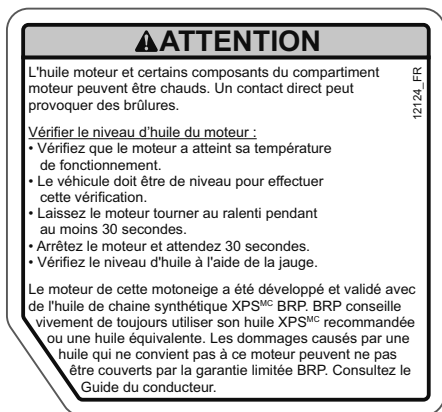 ⚠ATTENTION
L'huile moteur et certains composants du compartiment
moteur peuvent être chauds. Un contact direct peut
provoquer des brûlures.
12124_FR
Vérifier le niveau d'huile du moteur :
• Vérifiez que le moteur a atteint sa température
de fonctionnement.
• Le véhicule doit être de niveau pour effectuer
cette vérification.
• Laissez le moteur tourner au ralenti pendant
au moins 30 secondes.
• Arrêtez le moteur et attendez 30 secondes.
• Vérifiez le niveau d'huile à l'aide de la jauge.
Le moteur de cette motoneige a été développé et validé avec
de l'huile de chaine synthétique XPSᴹᶜ BRP. BRP conseille
vivement de toujours utiliser son huile XPSᴹᶜ recommandée
ou une huile équivalente. Les dommages causés par une
huile qui ne convient pas à ce moteur peuvent ne pas
être couverts par la garantie limitée BRP. Consultez le
Guide du conducteur.